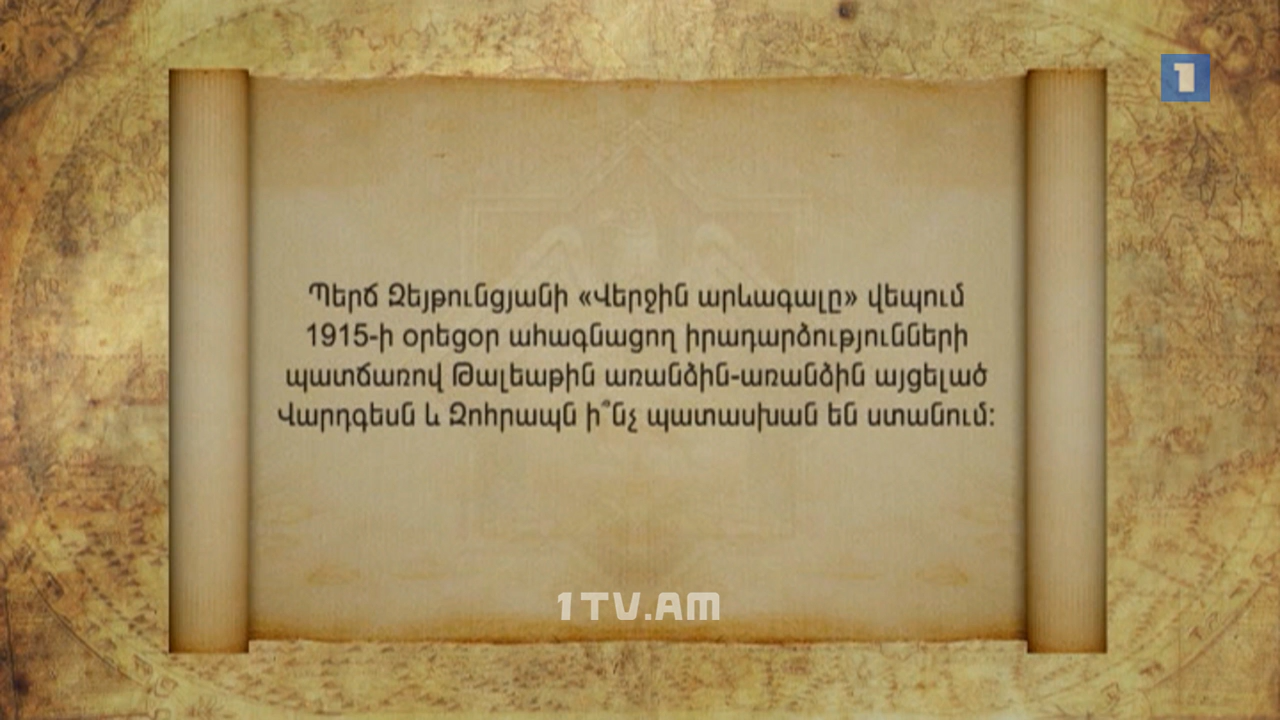 1
Պերճ Զեյթունցյանի «Վերջին արևագալը» վեպում
1915-ի օրեցօր ահագնացող իրադարձությունների
պատճառով Թալեաթին առանձին-առանձին այցելած
Վարդգեսն և Զոհրապն ի՞նչ պատասխան են ստանում:
1TV.AM